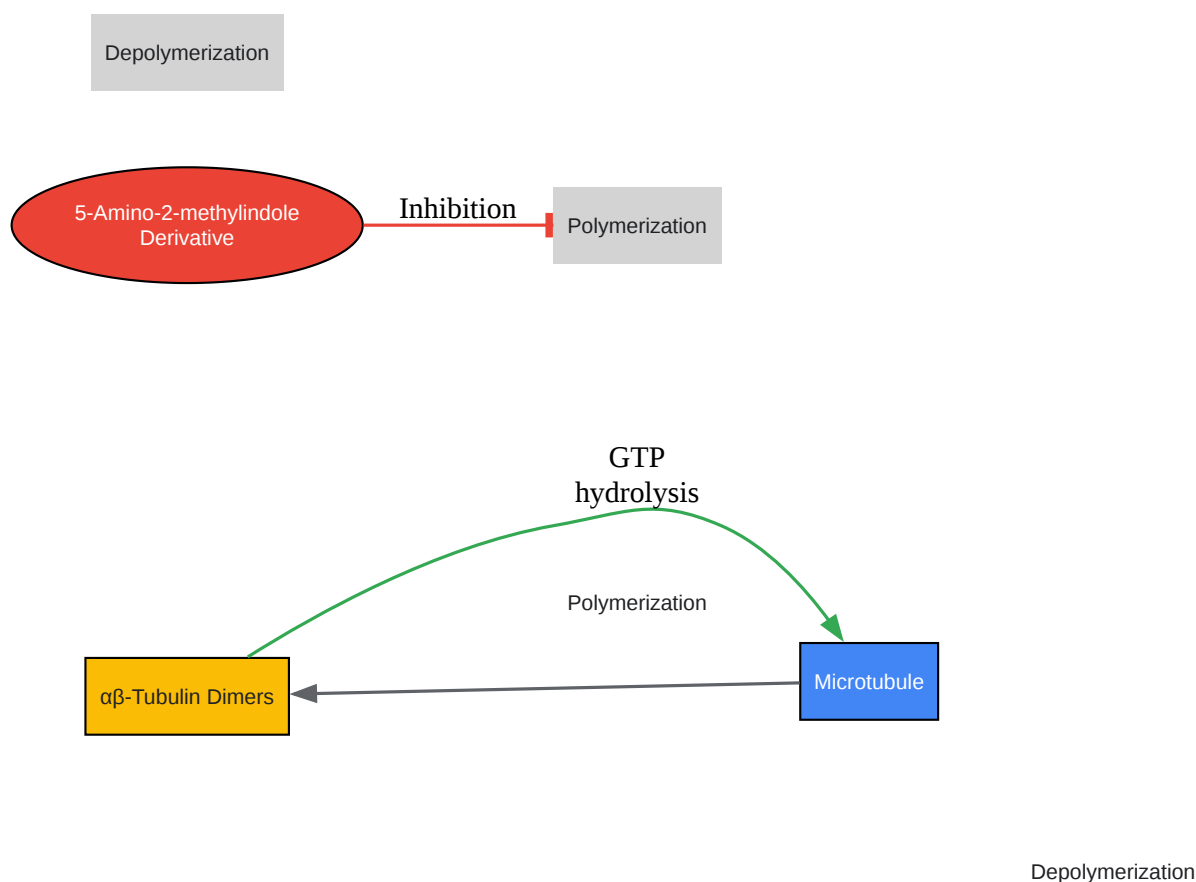 Depolymerization
5-Amino-2-methylindole
Derivative
Inhibition
Polymerization
GTP
hydrolysis
Polymerization
αβ-Tubulin Dimers
Microtubule
Depolymerization